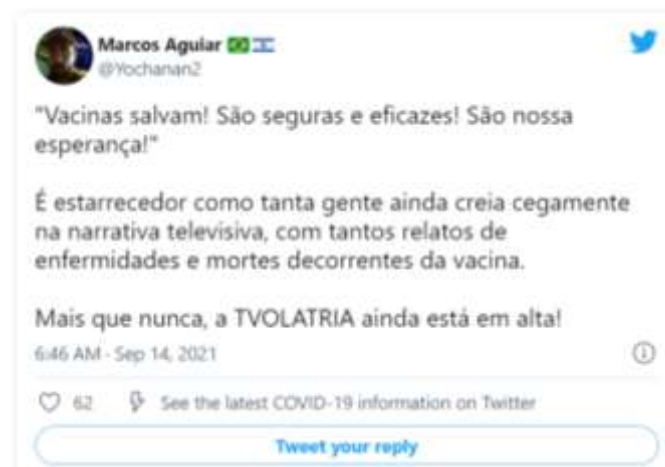 Marcos Aguiar 🇧🇷🇮🇱
@Yochanan2
"Vacinas salvam! São seguras e eficazes! São nossa
esperança!"
É estarrecedor como tanta gente ainda creia cegamente
na narrativa televisiva, com tantos relatos de
enfermidades e mortes decorrentes da vacina.
Mais que nunca, a TVOLATRIA ainda está em alta!
6:46 AM · Sep 14, 2021
62 See the latest COVID-19 information on Twitter
Tweet your reply